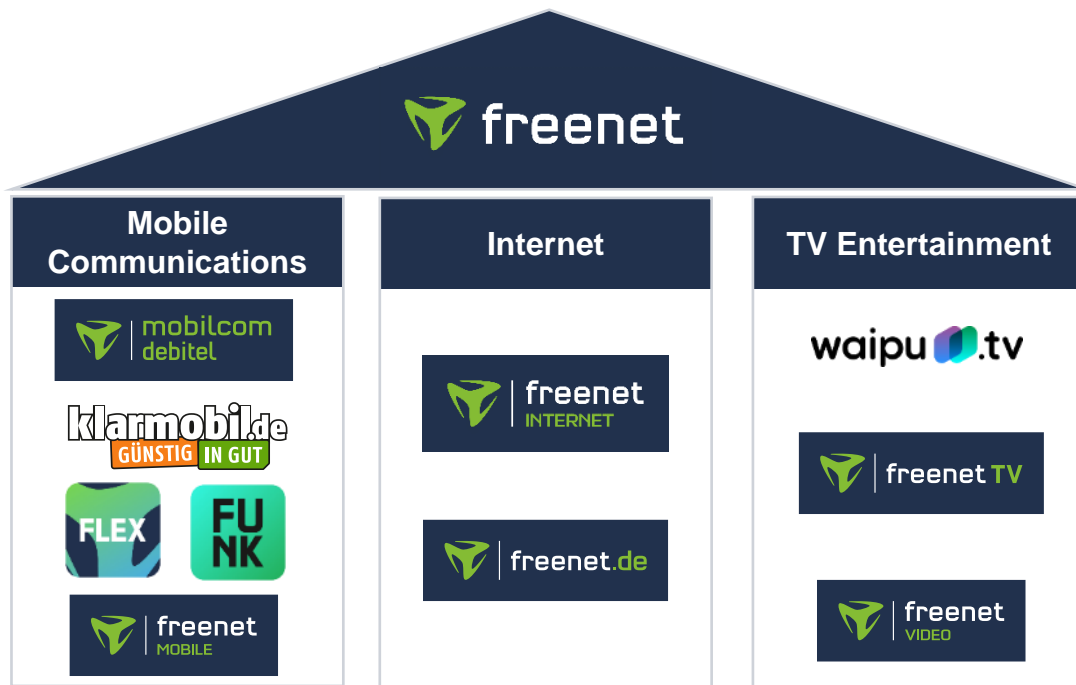 freenet
Mobile
Communications
mobilcom
debitel
klarmobil.de
GÜNSTIG IN GUT
FLEX
FU
NK
freenet
MOBILE
Internet
freenet
INTERNET
freenet.de
TV Entertainment
waipu.tv
freenet TV
freenet
VIDEO